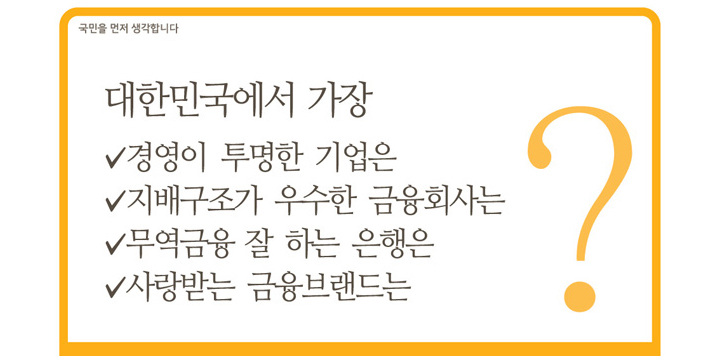 국민을 먼저 생각합니다
대한민국에서 가장
✓경영이 투명한 기업은
✓지배구조가 우수한 금융회사는
✓무역금융 잘 하는 은행은
✓사랑받는 금융브랜드는
?